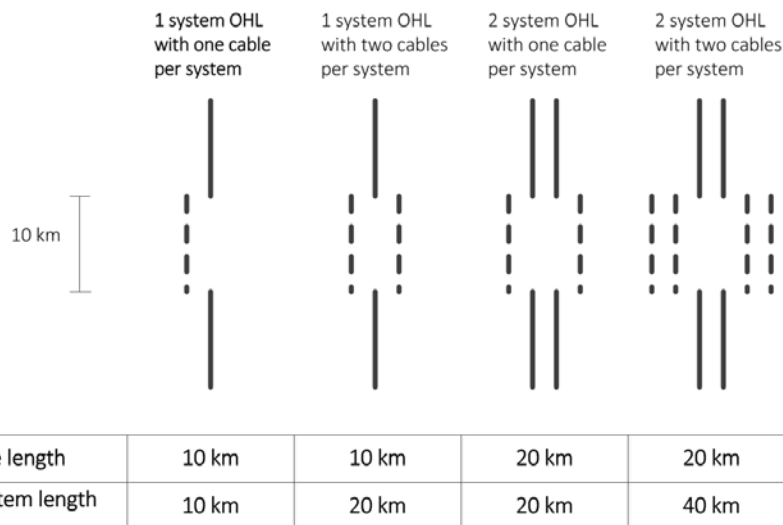 1 system OHL
with one cable
per system
1 system OHL
with two cables
per system
2 system OHL
with one cable
per system
2 system OHL
with two cables
per system
10 km
length 10 km 10 km 20 km 20 km
length 10 km 20 km 20 km 40 km